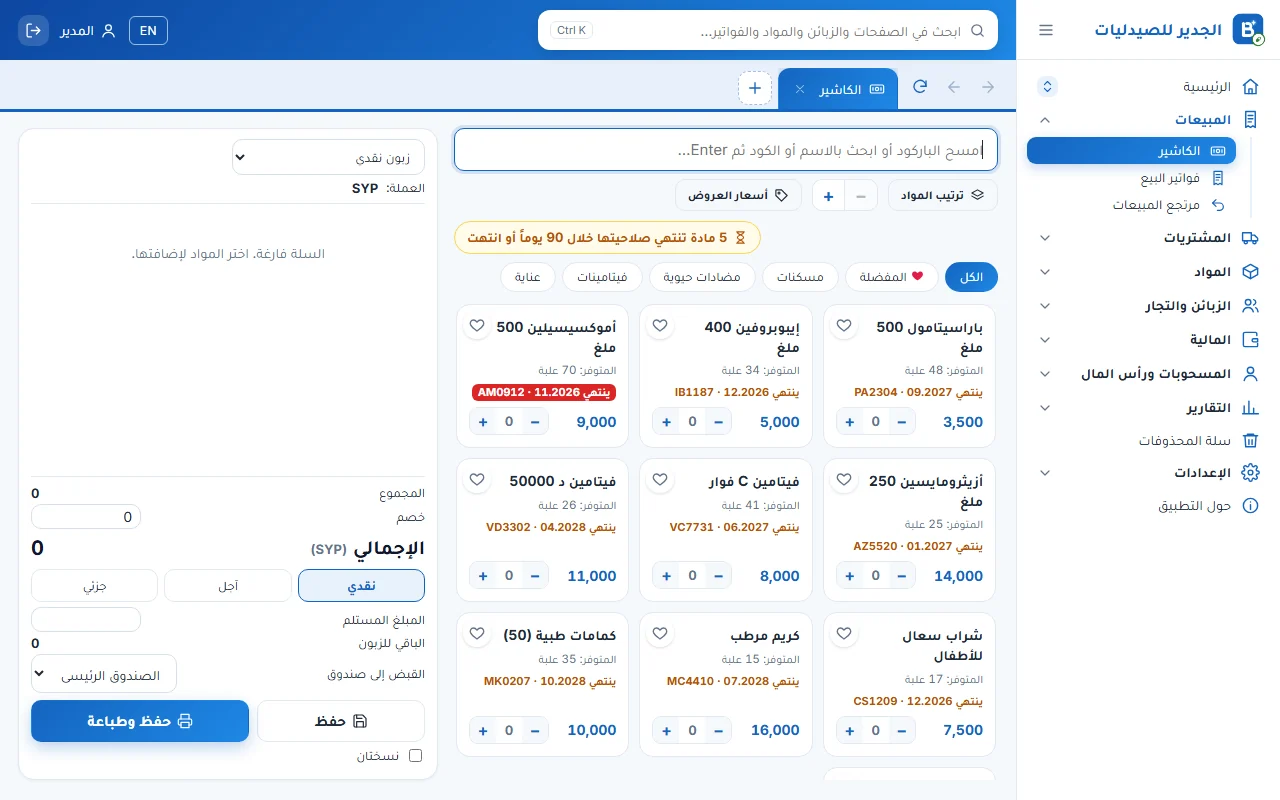 الجدير للصيدليات
ابحث في الصفحات والزبائن والمواد والفواتير...
Ctrl K
EN
المدير
الرئيسية
المبيعات
الكاشير
فواتير البيع
مرتجع المبيعات
المشتريات
المواد
الزبائن والتجار
المالية
المسحوبات ورأس المال
التقارير
سلة المحذوفات
الإعدادات
حول التطبيق
الكاشير
امسح الباركود أو ابحث بالاسم أو الكود ثم Enter...
ترتيب المواد
− +
أسعار العروض
5 مادة تنتهي صلاحيتها خلال 90 يوماً أو انتهت
الكل
المفضلة
مسكنات
مضادات حيوية
فيتامينات
عناية
باراسيتامول 500
ملغ
المتوفر: 48 علبة
ينتهي 09.2027 · PA2304
3,500
− 0 +
إيبوبروفين 400
ملغ
المتوفر: 34 علبة
ينتهي 12.2026 · IB1187
5,000
− 0 +
أموكسيسيلين 500
ملغ
المتوفر: 70 علبة
ينتهي 11.2026 · AM0912
9,000
− 0 +
أزيثرومايسين 250
ملغ
المتوفر: 25 علبة
ينتهي 01.2027 · AZ5520
14,000
− 0 +
فيتامين C فوار
المتوفر: 41 علبة
ينتهي 06.2027 · VC7731
8,000
− 0 +
فيتامين د 50000
المتوفر: 26 علبة
ينتهي 04.2028 · VD3302
11,000
− 0 +
شراب سعال
للأطفال
المتوفر: 17 علبة
ينتهي 12.2026 · CS1209
7,500
− 0 +
كريم مرطب
المتوفر: 15 علبة
ينتهي 07.2028 · MC4410
16,000
− 0 +
كمامات طبية (50)
المتوفر: 35 علبة
ينتهي 10.2028 · MK0207
10,000
− 0 +
زبون نقدي
العملة: SYP
السلة فارغة. اختر المواد لإضافتها.
المجموع 0
خصم 0
الإجمالي (SYP) 0
نقدي
آجل
جزئي
المبلغ المستلم
الباقي للزبون 0
القبض إلى صندوق الصندوق الرئيسي
حفظ
حفظ وطباعة
نسختان